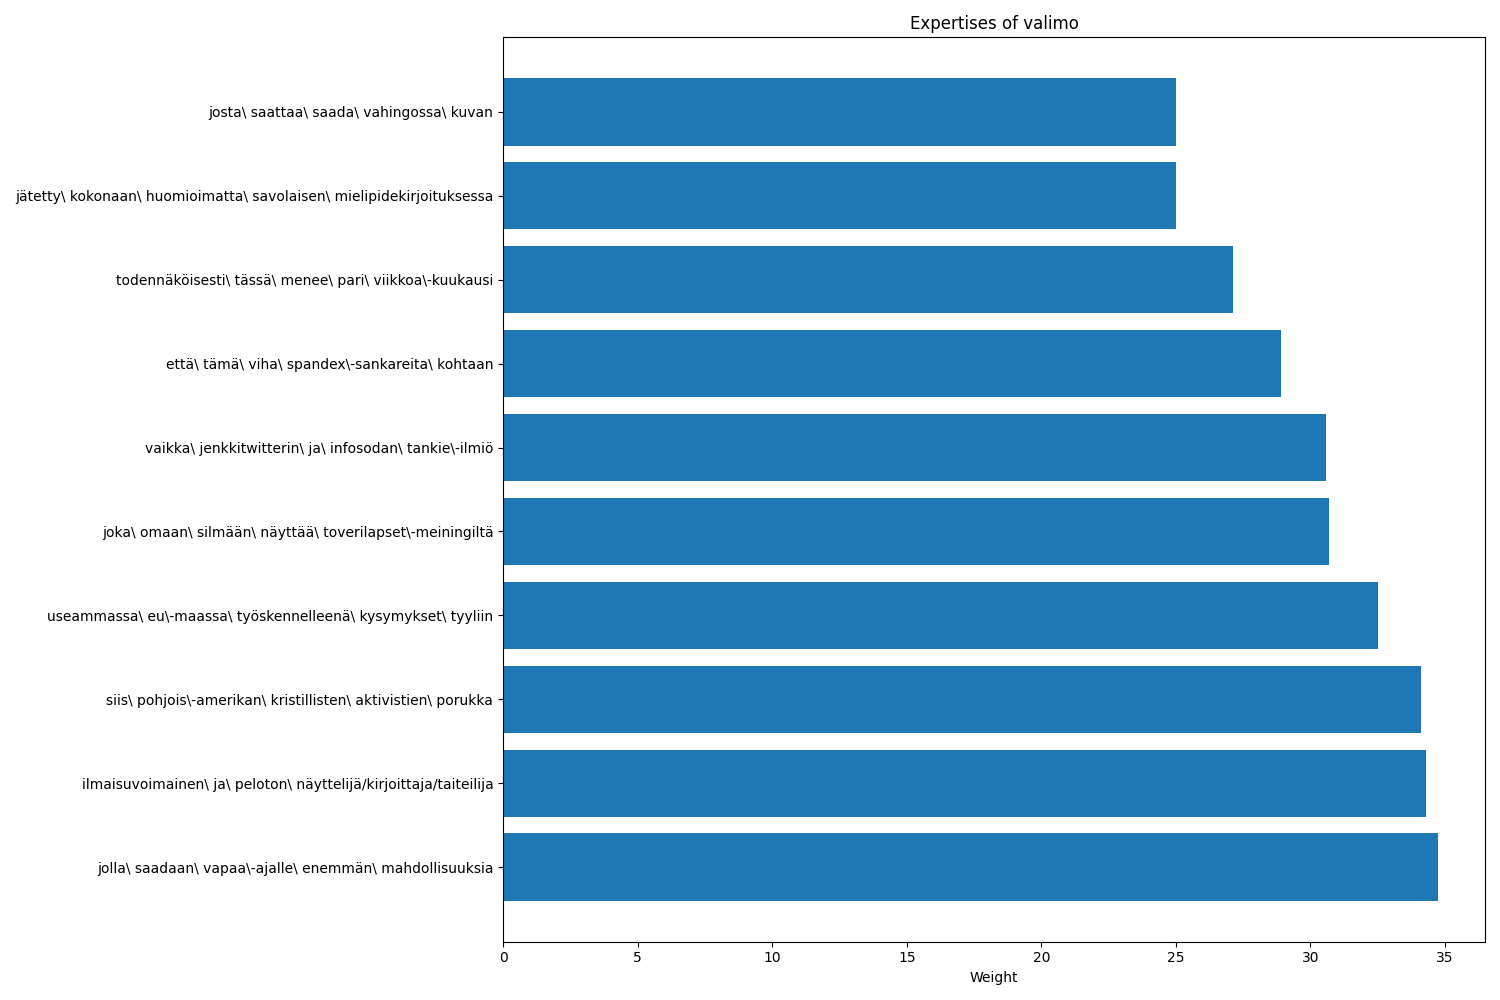 Expertises of valimo
josta\ saattaa\ saada\ vahingossa\ kuvan
jätetty\ kokonaan\ huomioimatta\ savolaisen\ mielipidekirjoituksessa
todennäköisesti\ tässä\ menee\ pari\ viikkoa\-kuukausi
että\ tämä\ viha\ spandex\-sankareita\ kohtaan
vaikka\ jenkkitwitterin\ ja\ infosodan\ tankie\-ilmiö
joka\ omaan\ silmään\ näyttää\ toverilapset\-meiningiltä
useammassa\ eu\-maassa\ työskennelleenä\ kysymykset\ tyyliin
siis\ pohjois\-amerikan\ kristillisten\ aktivistien\ porukka
ilmaisuvoimainen\ ja\ peloton\ näyttelijä/kirjoittaja/taiteilija
jolla\ saadaan\ vapaa\-ajalle\ enemmän\ mahdollisuuksia
0 5 10 15 20 25 30 35
Weight